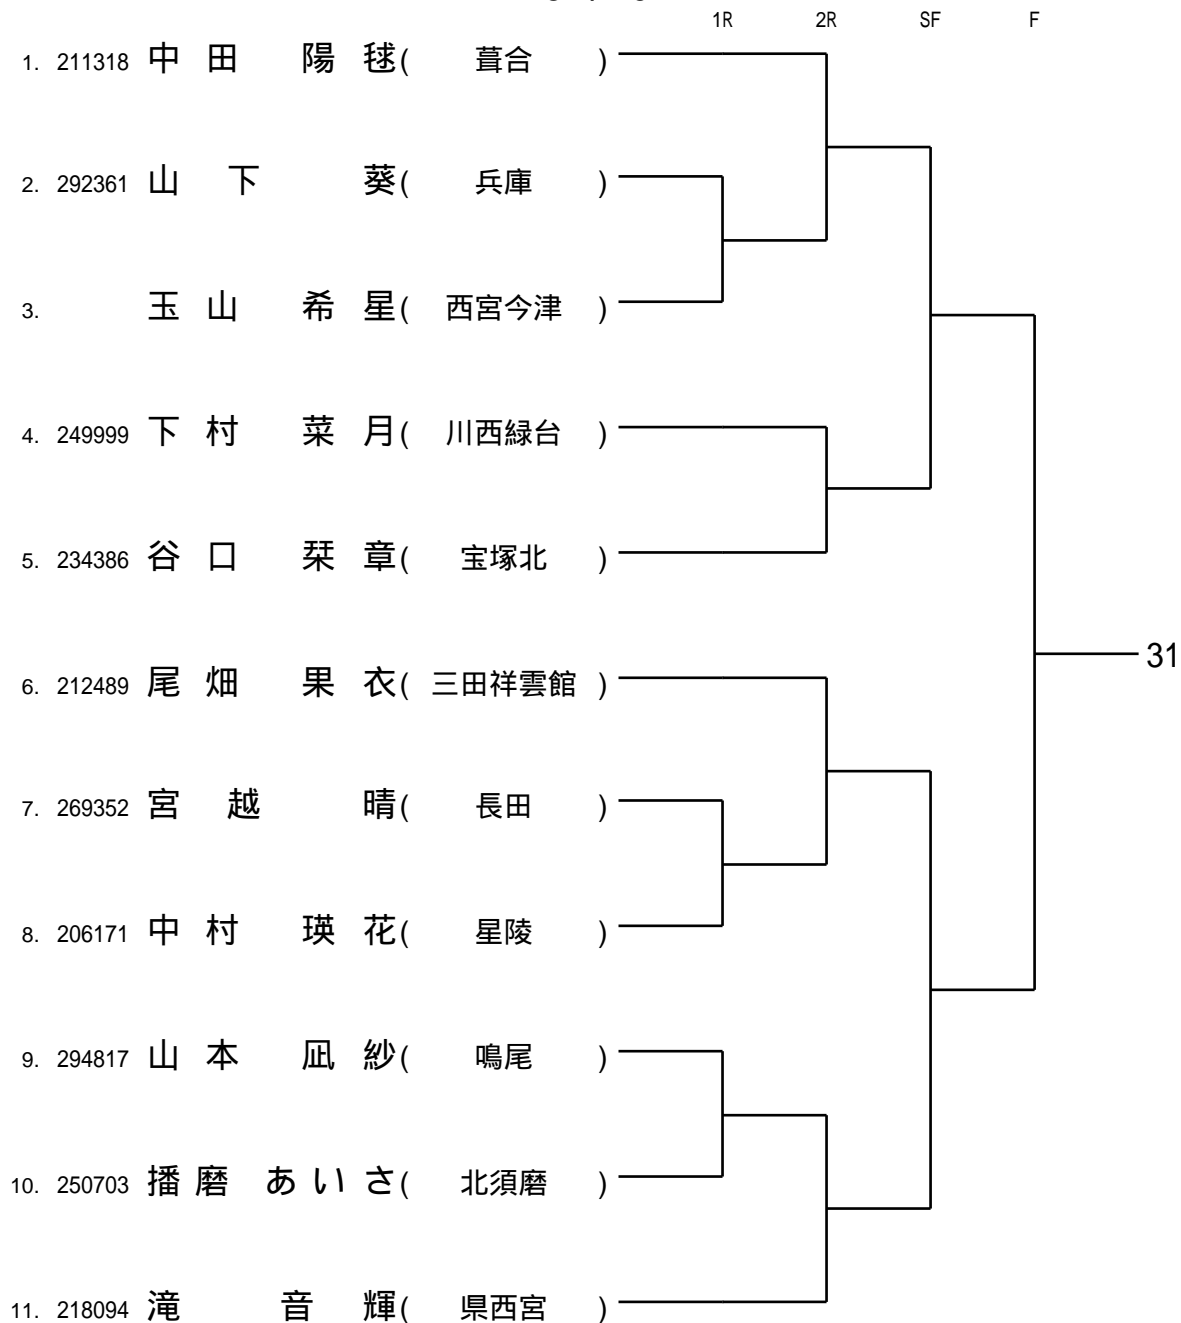 1R 2R SF F
1. 211318 中田 陽毬( 葺合 )
2. 292361 山下 葵( 兵庫 )
3. 玉山 希星( 西宮今津 )
4. 249999 下村 菜月( 川西緑台 )
5. 234386 谷口 栞章( 宝塚北 )
31
6. 212489 尾畑 果衣( 三田祥雲館 )
7. 269352 宮越 晴( 長田 )
8. 206171 中村 瑛花( 星陵 )
9. 294817 山本 凪紗( 鳴尾 )
10. 250703 播磨 あいさ( 北須磨 )
11. 218094 滝 音輝( 県西宮 )